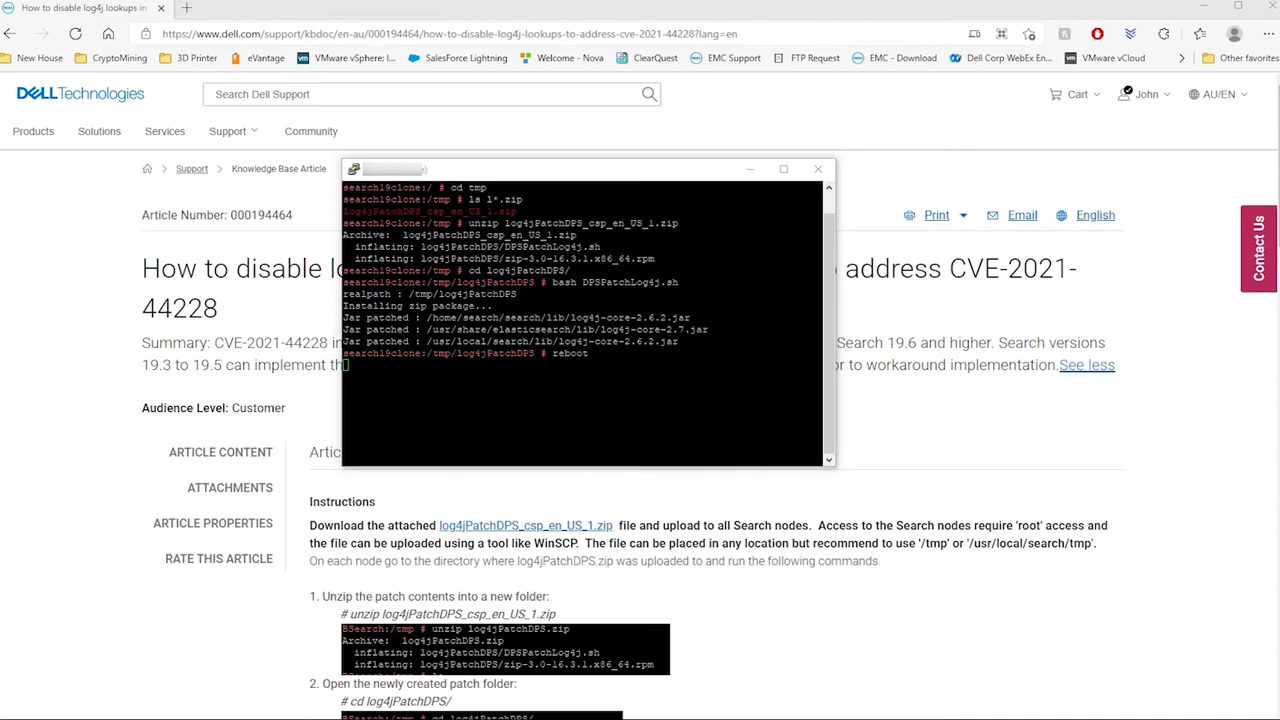 How to disable log4j lookups in
https://www.dell.com/support/kbdoc/en-au/000194464/how-to-disable-log4j-lookups-to-address-cve-2021-44228?lang=en
New House CryptoMining 3D Printer eVantage VMware vSphere... SalesForce Lightning Welcome - Nova ClearQuest EMC Support FTP Request EMC - Download Dell Corp WebEx En... VMware vCloud Other favorites
DELLTechnologies
Search Dell Support
Cart John AU/EN
Products Solutions Services Support Community
Support Knowledge Base Article
Article Number: 000194464
Print Email English
Contact Us
How to disable lo
o address CVE-2021-
44228
Summary: CVE-2021-44228 in
Search 19.6 and higher. Search versions
19.3 to 19.5 can implement th
or to workaround implementation.See less
Audience Level: Customer
search19clone:/ # cd tmp
search19clone:/tmp # ls l*.zip
log4jPatchDPS_csp_en_US_1.zip
search19clone:/tmp # unzip log4jPatchDPS_csp_en_US_1.zip
Archive: log4jPatchDPS_csp_en_US_1.zip
inflating: log4jPatchDPS/DPSPatchLog4j.sh
inflating: log4jPatchDPS/zip-3.0-16.3.1.x86_64.rpm
search19clone:/tmp # cd log4jPatchDPS/
search19clone:/tmp/log4jPatchDPS # bash DPSPatchLog4j.sh
realpath : /tmp/log4jPatchDPS
Installing zip package...
Jar patched : /home/search/search/lib/log4j-core-2.6.2.jar
Jar patched : /usr/share/elasticsearch/lib/log4j-core-2.7.jar
Jar patched : /usr/local/search/lib/log4j-core-2.6.2.jar
search19clone:/tmp/log4jPatchDPS # reboot
ARTICLE CONTENT
ATTACHMENTS
ARTICLE PROPERTIES
RATE THIS ARTICLE
Artic
Instructions
Download the attached log4jPatchDPS_csp_en_US_1.zip file and upload to all Search nodes. Access to the Search nodes require 'root' access and
the file can be uploaded using a tool like WinSCP. The file can be placed in any location but recommend to use '/tmp' or '/usr/local/search/tmp'.
On each node go to the directory where log4jPatchDPS.zip was uploaded to and run the following commands.
1. Unzip the patch contents into a new folder:
# unzip log4jPatchDPS_csp_en_US_1.zip
BSearch:/tmp # unzip log4jPatchDPS.zip
Archive: log4jPatchDPS.zip
inflating: log4jPatchDPS/DPSPatchLog4j.sh
inflating: log4jPatchDPS/zip-3.0-16.3.1.x86_64.rpm
2. Open the newly created patch folder:
# cd log4jPatchDPS/